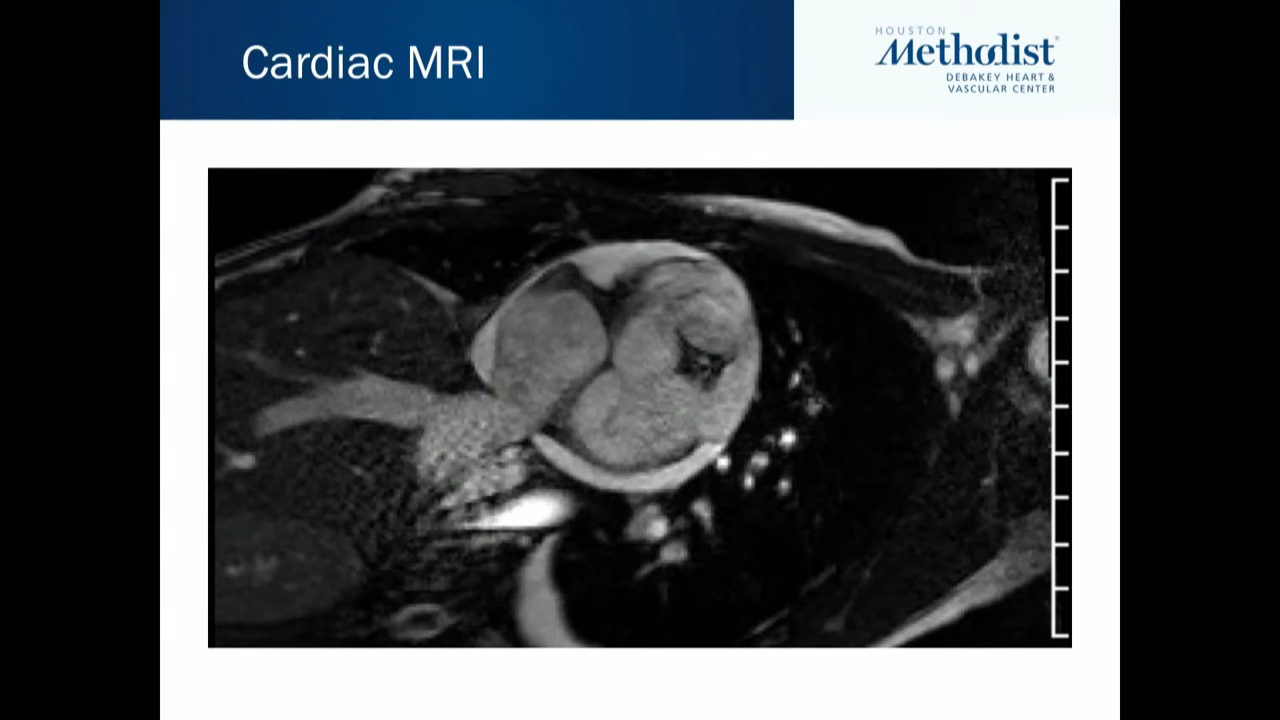 Cardiac MRI
HOUSTON
Methodist®
DEBAKEY HEART &
VASCULAR CENTER